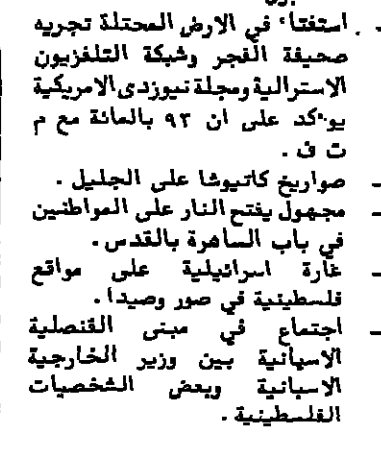 - . استفتاء في الارض المحتلة تجريه
صحيفة الفجر وشبكة التلفزيون
الاسترالية ومجلة نيوزدى الامريكية
يوءكد على ان ٩٣ بالمائة مع م
ت ف .
- صواريخ كاتيوشا على الجليل .
- مجهول يفتح النار على المواطنين
في باب الساهرة بالقدس .
- غارة اسرائيلية على مواقع
فلسطينية في صور وصيدا .
- اجتماع في مبنى القنصلية
الاسبانية بين وزير الخارجية
الاسبانية وبعض الشخصيات
الفلسطينية .